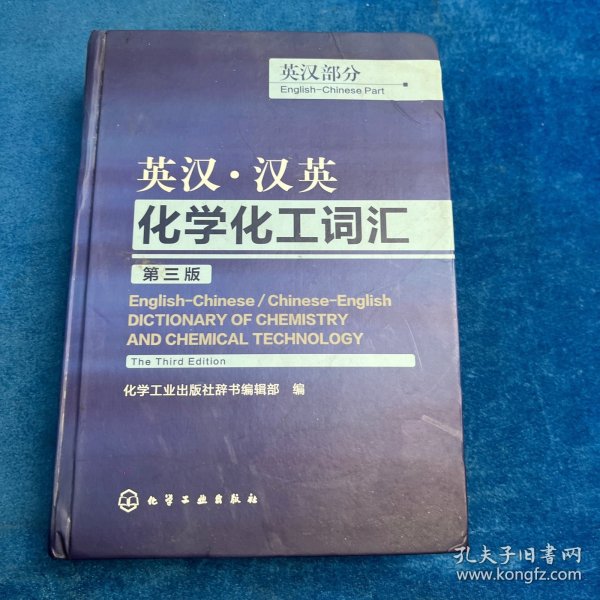 英汉部分
English-Chinese Part
英汉·汉英
化学化工词汇
第三版
English-Chinese / Chinese-English
DICTIONARY OF CHEMISTRY
AND CHEMICAL TECHNOLOGY
The Third Edition
化学工业出版社辞书编辑部 编
化学工业出版社
孔夫子旧书网
www.kongfz.com